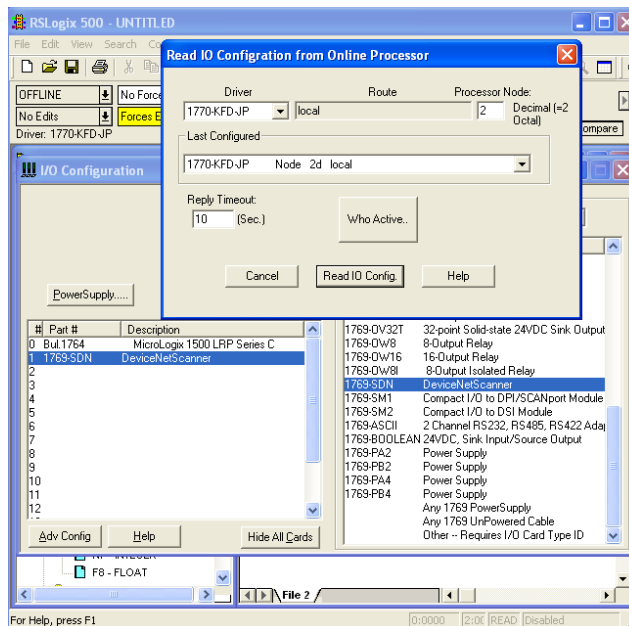 RSLogix 500 - UNTITLED
File Edit View Search Co
Read IO Configration from Online Processor
OFFLINE No Force
No Edits Forces E
Driver: 1770-KFD-JP
Driver Route Processor Node:
1770-KFD-JP local 2 Decimal (=2 Octal)
Last Configured
1770-KFD-JP Node 2d local
Reply Timeout:
10 (Sec.) Who Active..
Cancel Read IO Config. Help
ompare
I/O Configuration
PowerSupply.....
# Part # Description
0 Bul.1764 MicroLogix 1500 LRP Series C
1 1769-SDN DeviceNetScanner
2
3
4
5
6
7
8
9
10
11
12
Adv Config Help Hide All Cards
1769-OV32T 32-point Solid-state 24VDC Sink Output
1769-OW8 8-Output Relay
1769-OW16 16-Output Relay
1769-OW8I 8-Output Isolated Relay
1769-SDN DeviceNetScanner
1769-SM1 Compact I/O to DPI/SCANport Module
1769-SM2 Compact I/O to DSI Module
1769-ASCII 2 Channel RS232, RS485, RS422 Ada
1769-BOOLEAN 24VDC, Sink Input/Source Output
1769-PA2 Power Supply
1769-PB2 Power Supply
1769-PA4 Power Supply
1769-PB4 Power Supply
Any 1769 PowerSupply
Any 1769 UnPowered Cable
Other -- Requires I/O Card Type ID
F8 - FLOAT
File 2
For Help, press F1 0:0000 2:0 READ Disabled